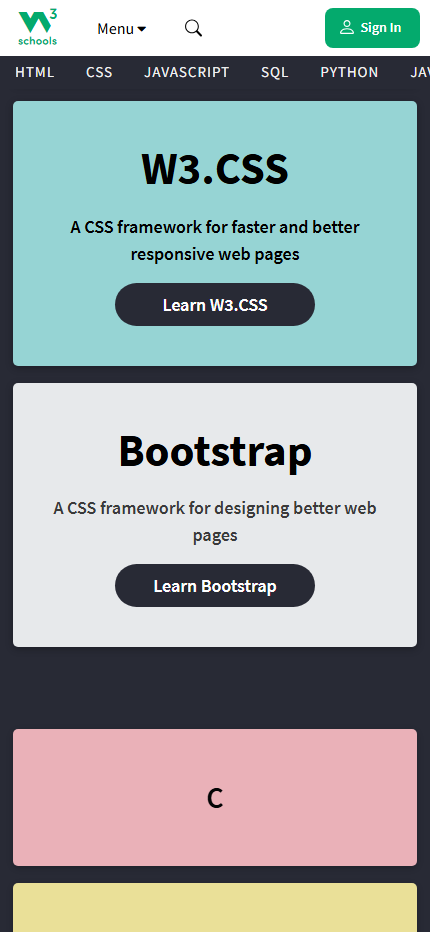 3
schools
Menu
Sign In
HTML CSS JAVASCRIPT SQL PYTHON JAV
W3.CSS
A CSS framework for faster and better
responsive web pages
Learn W3.CSS
Bootstrap
A CSS framework for designing better web
pages
Learn Bootstrap
C